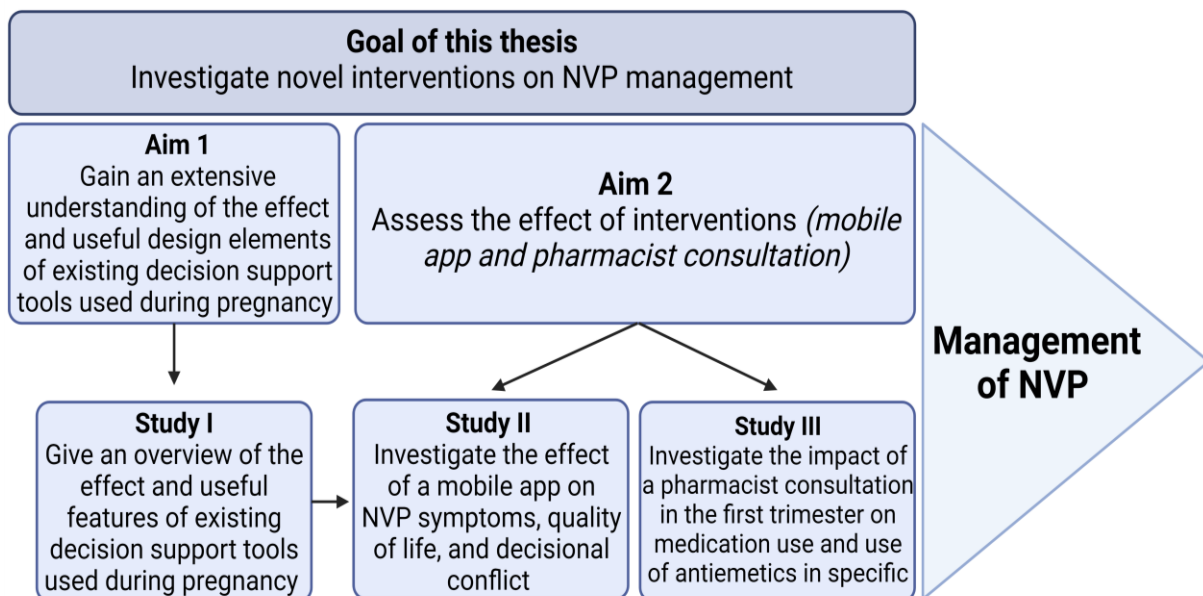 Goal of this thesis
Investigate novel interventions on NVP management
Aim 1
Gain an extensive
understanding of the effect
and useful design elements
of existing decision support
tools used during pregnancy
Aim 2
Assess the effect of interventions (mobile
app and pharmacist consultation)
Study I
Give an overview of the
effect and useful
features of existing
decision support tools
used during pregnancy
Study II
Investigate the effect
of a mobile app on
NVP symptoms, quality
of life, and decisional
conflict
Study III
Investigate the impact of
a pharmacist consultation
in the first trimester on
medication use and use
of antiemetics in specific
Management
of NVP